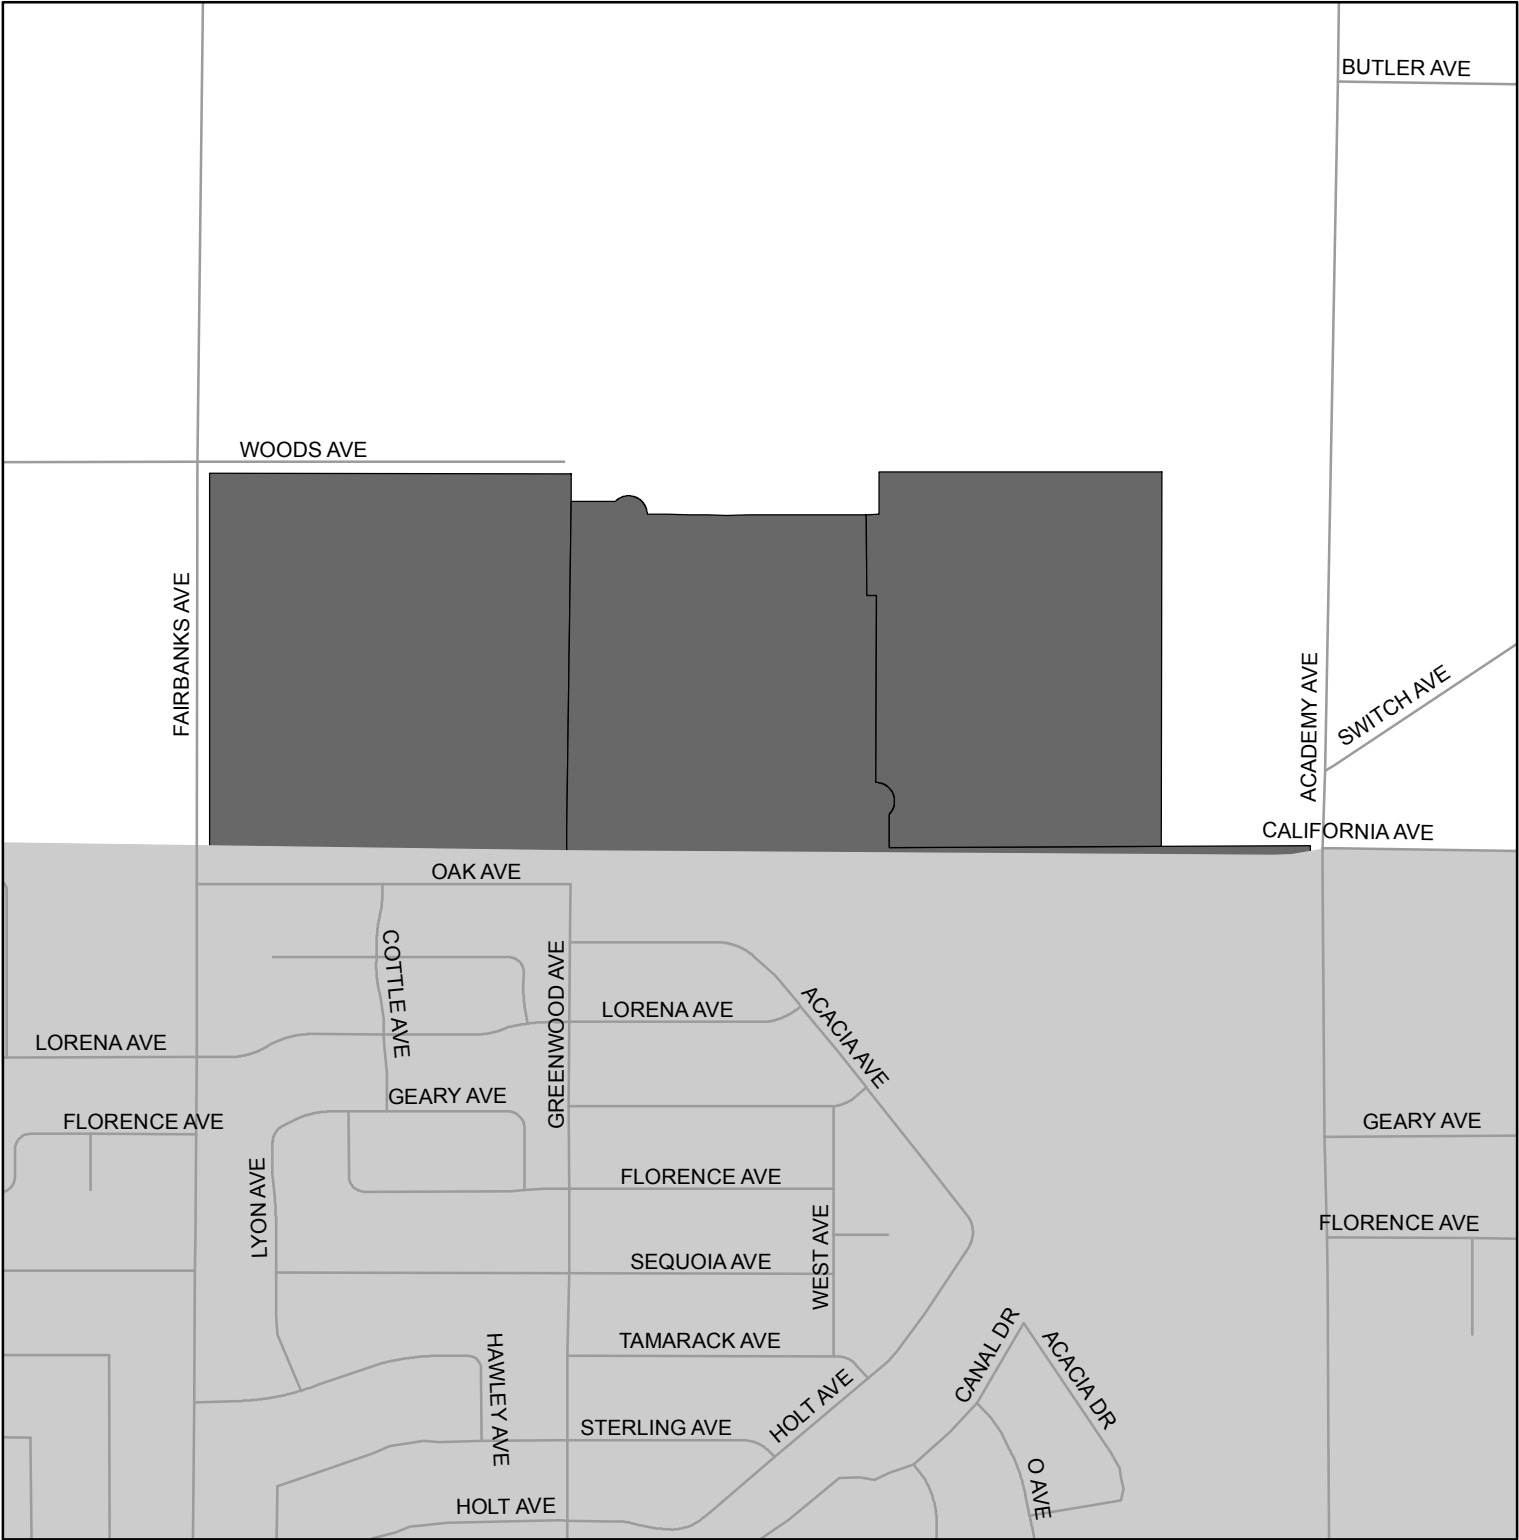 BUTLER AVE
WOODS AVE
FAIRBANKS AVE
ACADEMY AVE
SWITCH AVE
CALIFORNIA AVE
OAK AVE
COTTLE AVE
GREENWOOD AVE
LORENA AVE
ACACIA AVE
LORENA AVE
GEARY AVE
FLORENCE AVE
GEARY AVE
LYON AVE
FLORENCE AVE
WEST AVE
FLORENCE AVE
SEQUOIA AVE
TAMARACK AVE
HAWLEY AVE
CANAL DR
ACACIA DR
HOLT AVE
STERLING AVE
O AVE
HOLT AVE